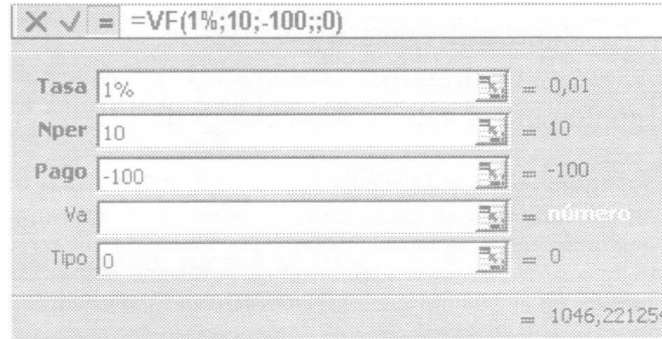 = =VF(1%;10;-100;;0)
Tasa 1% = 0,01
Nper 10 = 10
Pago -100 = -100
Va = número
Tipo 0 = 0
= 1046,221254